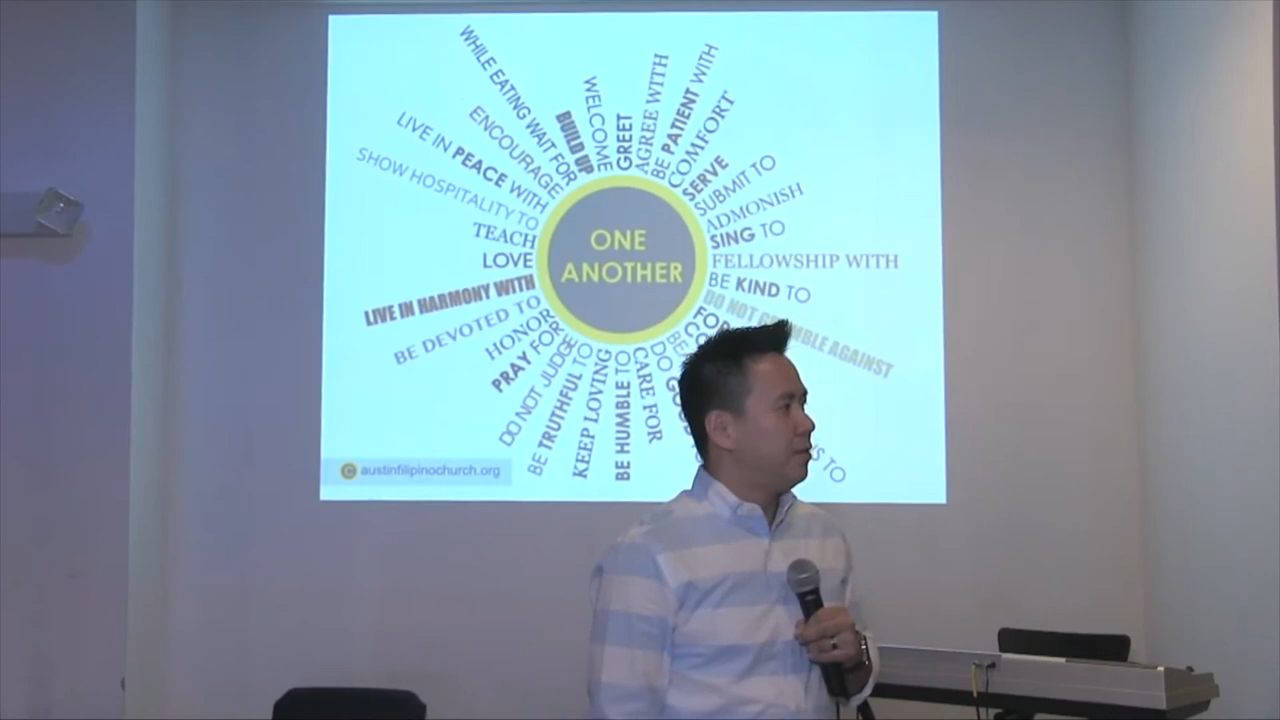 WHILE EATING WAIT FOR
BUILD UP
WELCOME
GREET
AGREE WITH
BE PATIENT WITH
COMFORT
SERVE
SUBMIT TO
ADMONISH
SING TO
FELLOWSHIP WITH
BE KIND TO
DO NOT AGAINST
ENCOURAGE
LIVE IN PEACE WITH
SHOW HOSPITALITY TO
TEACH
LOVE
LIVE IN HARMONY WITH
BE DEVOTED TO
HONOR
PRAY FOR
DO NOT JUDGE
BE TRUTHFUL TO
KEEP LOVING
BE HUMBLE TO
CARE FOR
DO
BE
TO
ONE
ANOTHER
austinfilipinochurch.org